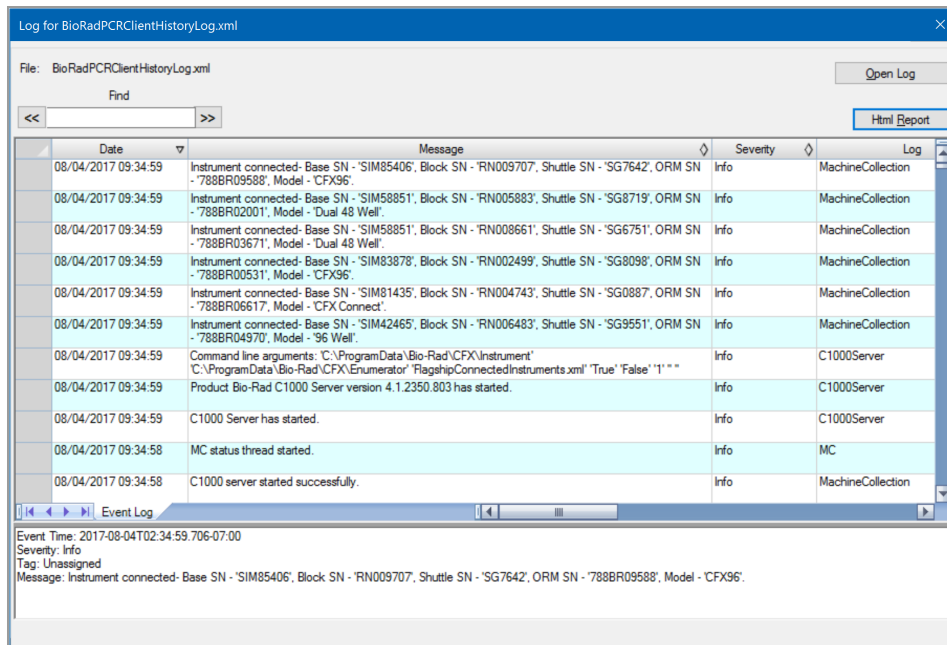 Log for BioRadPCRClientHistoryLog.xml
File: BioRadPCRClientHistoryLog.xml
Open Log
Find
<< >>
Html Report
Date Message Severity Log
08/04/2017 09:34:59 Instrument connected- Base SN - 'SIM85406', Block SN - 'RN009707', Shuttle SN - 'SG7642', ORM SN Info MachineCollection
- '788BR09588', Model - 'CFX96'.
08/04/2017 09:34:59 Instrument connected- Base SN - 'SIM58851', Block SN - 'RN005883', Shuttle SN - 'SG8719', ORM SN Info MachineCollection
- '788BR02001', Model - 'Dual 48 Well'.
08/04/2017 09:34:59 Instrument connected- Base SN - 'SIM58851', Block SN - 'RN008661', Shuttle SN - 'SG6751', ORM SN Info MachineCollection
- '788BR03671', Model - 'Dual 48 Well'.
08/04/2017 09:34:59 Instrument connected- Base SN - 'SIM83878', Block SN - 'RN002499', Shuttle SN - 'SG8098', ORM SN Info MachineCollection
- '788BR00531', Model - 'CFX96'.
08/04/2017 09:34:59 Instrument connected- Base SN - 'SIM81435', Block SN - 'RN004743', Shuttle SN - 'SG0887', ORM SN Info MachineCollection
- '788BR06617', Model - 'CFX Connect'.
08/04/2017 09:34:59 Instrument connected- Base SN - 'SIM42465', Block SN - 'RN006483', Shuttle SN - 'SG9551', ORM SN Info MachineCollection
- '788BR04970', Model - '96 Well'.
08/04/2017 09:34:59 Command line arguments: 'C:\ProgramData\Bio-Rad\CFX\Instrument' Info C1000Server
'C:\ProgramData\Bio-Rad\CFX\Enumerator' 'FlagshipConnectedInstruments.xml' 'True' 'False' '1' '' ''
08/04/2017 09:34:59 Product Bio-Rad C1000 Server version 4.1.2350.803 has started. Info C1000Server
08/04/2017 09:34:59 C1000 Server has started. Info C1000Server
08/04/2017 09:34:58 MC status thread started. Info MC
08/04/2017 09:34:58 C1000 server started successfully. Info MachineCollection
Event Log
Event Time: 2017-08-04T02:34:59.706-07:00
Severity: Info
Tag: Unassigned
Message: Instrument connected- Base SN - 'SIM85406', Block SN - 'RN009707', Shuttle SN - 'SG7642', ORM SN - '788BR09588', Model - 'CFX96'.